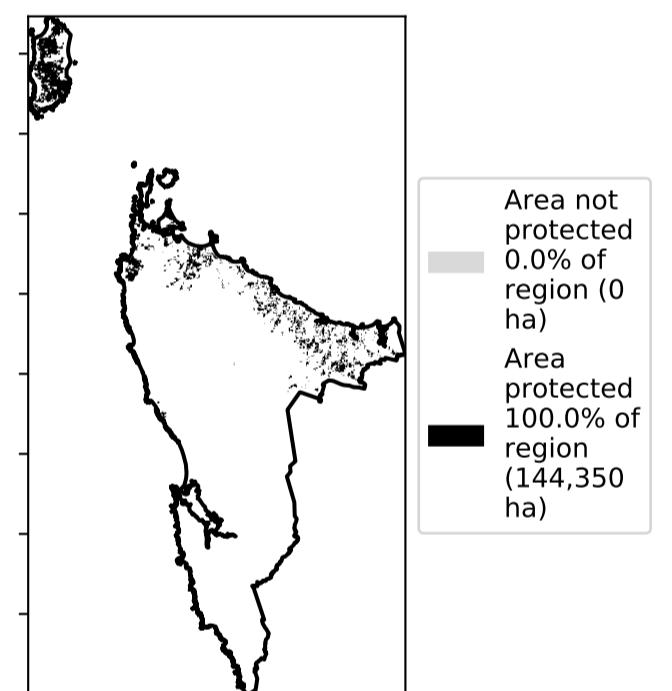 Area not
protected
0.0% of
region (0
ha)
Area
protected
100.0% of
region
(144,350
ha)